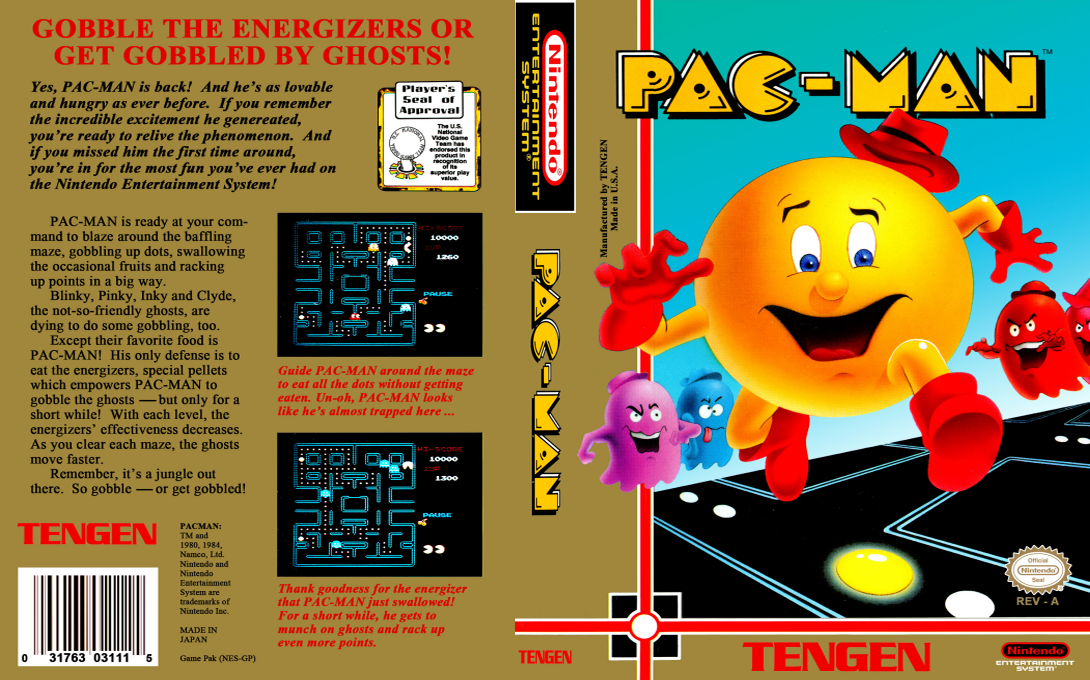 GOBBLE THE ENERGIZERS OR
GET GOBBLED BY GHOSTS!
Yes, PAC-MAN is back! And he's as lovable
and hungry as ever before. If you remember
the incredible excitement he genereated,
you're ready to relive the phenomenon. And
if you missed him the first time around,
you're in for the most fun you've ever had on
the Nintendo Entertainment System!
Player's
Seal of
Approval
The U.S.
National
Video Game
Team has
endorsed this
product in
recognition
of its
superior play
value.
PAC-MAN is ready at your com-
mand to blaze around the baffling
maze, gobbling up dots, swallowing
the occasional fruits and racking
up points in a big way.
Blinky, Pinky, Inky and Clyde,
the not-so-friendly ghosts, are
dying to do some gobbling, too.
Except their favorite food is
PAC-MAN! His only defense is to
eat the energizers, special pellets
which empowers PAC-MAN to
gobble the ghosts — but only for a
short while! With each level, the
energizers' effectiveness decreases.
As you clear each maze, the ghosts
move faster.
Remember, it's a jungle out
there. So gobble — or get gobbled!
HI-SCORE
10000
1UP
1260
PAUSE
Guide PAC-MAN around the maze
to eat all the dots without getting
eaten. Un-oh, PAC-MAN looks
like he's almost trapped here ...
HI-SCORE
10000
1UP
1300
PAUSE
Thank goodness for the energizer
that PAC-MAN just swallowed!
For a short while, he gets to
munch on ghosts and rack up
even more points.
TENGEN
PACMAN:
TM and
1980, 1984,
Namco, Ltd.
Nintendo and
Nintendo
Entertainment
System are
trademarks of
Nintendo Inc.
MADE IN
JAPAN
Game Pak (NES-GP)
0 31763 03111 5
Nintendo®
ENTERTAINMENT
SYSTEM®
PAC-MAN
TENGEN
PAC-MAN™
Manufactured by TENGEN
Made in U.S.A.
Official
Nintendo
Seal
REV - A
TENGEN
Nintendo
ENTERTAINMENT
SYSTEM